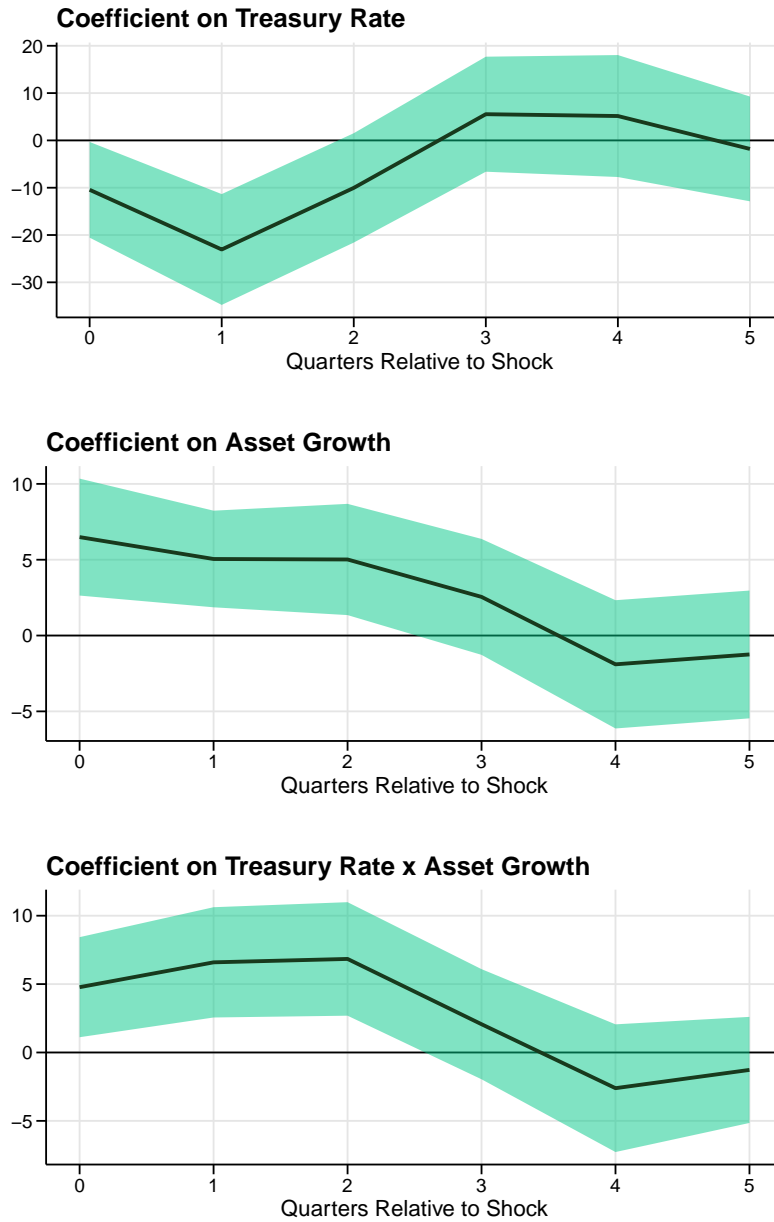 Coefficient on Treasury Rate
20
10
0
−10
−20
−30
0 1 2 3 4 5
Quarters Relative to Shock
Coefficient on Asset Growth
10
5
0
−5
0 1 2 3 4 5
Quarters Relative to Shock
Coefficient on Treasury Rate x Asset Growth
10
5
0
−5
0 1 2 3 4 5
Quarters Relative to Shock